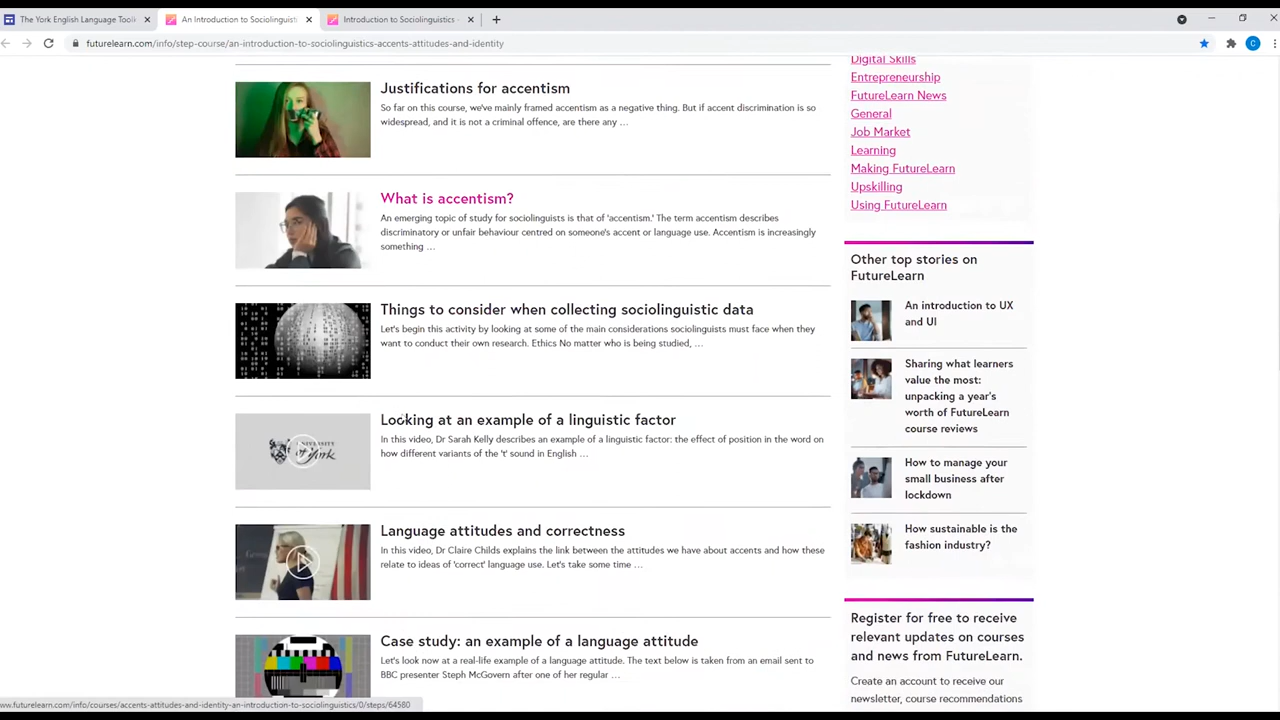 The York English Language Toolk
An Introduction to Sociolinguisti
Introduction to Sociolinguistics -
futurelearn.com/info/step-course/an-introduction-to-sociolinguistics-accents-attitudes-and-identity
C
Justifications for accentism
So far on this course, we've mainly framed accentism as a negative thing. But if accent discrimination is so
widespread, and it is not a criminal offence, are there any …
What is accentism?
An emerging topic of study for sociolinguists is that of 'accentism.' The term accentism describes
discriminatory or unfair behaviour centred on someone's accent or language use. Accentism is increasingly
something …
Things to consider when collecting sociolinguistic data
Let's begin this activity by looking at some of the main considerations sociolinguists must face when they
want to conduct their own research. Ethics No matter who is being studied, …
UNIVERSITY
of York
Looking at an example of a linguistic factor
In this video, Dr Sarah Kelly describes an example of a linguistic factor: the effect of position in the word on
how different variants of the 't' sound in English …
Language attitudes and correctness
In this video, Dr Claire Childs explains the link between the attitudes we have about accents and how these
relate to ideas of 'correct' language use. Let's take some time …
Case study: an example of a language attitude
Let's look now at a real-life example of a language attitude. The text below is taken from an email sent to
BBC presenter Steph McGovern after one of her regular …
Digital Skills
Entrepreneurship
FutureLearn News
General
Job Market
Learning
Making FutureLearn
Upskilling
Using FutureLearn
Other top stories on
FutureLearn
An introduction to UX
and UI
Sharing what learners
value the most:
unpacking a year's
worth of FutureLearn
course reviews
How to manage your
small business after
lockdown
How sustainable is the
fashion industry?
Register for free to receive
relevant updates on courses
and news from FutureLearn.
Create an account to receive our
newsletter, course recommendations
ww.futurelearn.com/info/courses/accents-attitudes-and-identity-an-introduction-to-sociolinguistics/0/steps/64580